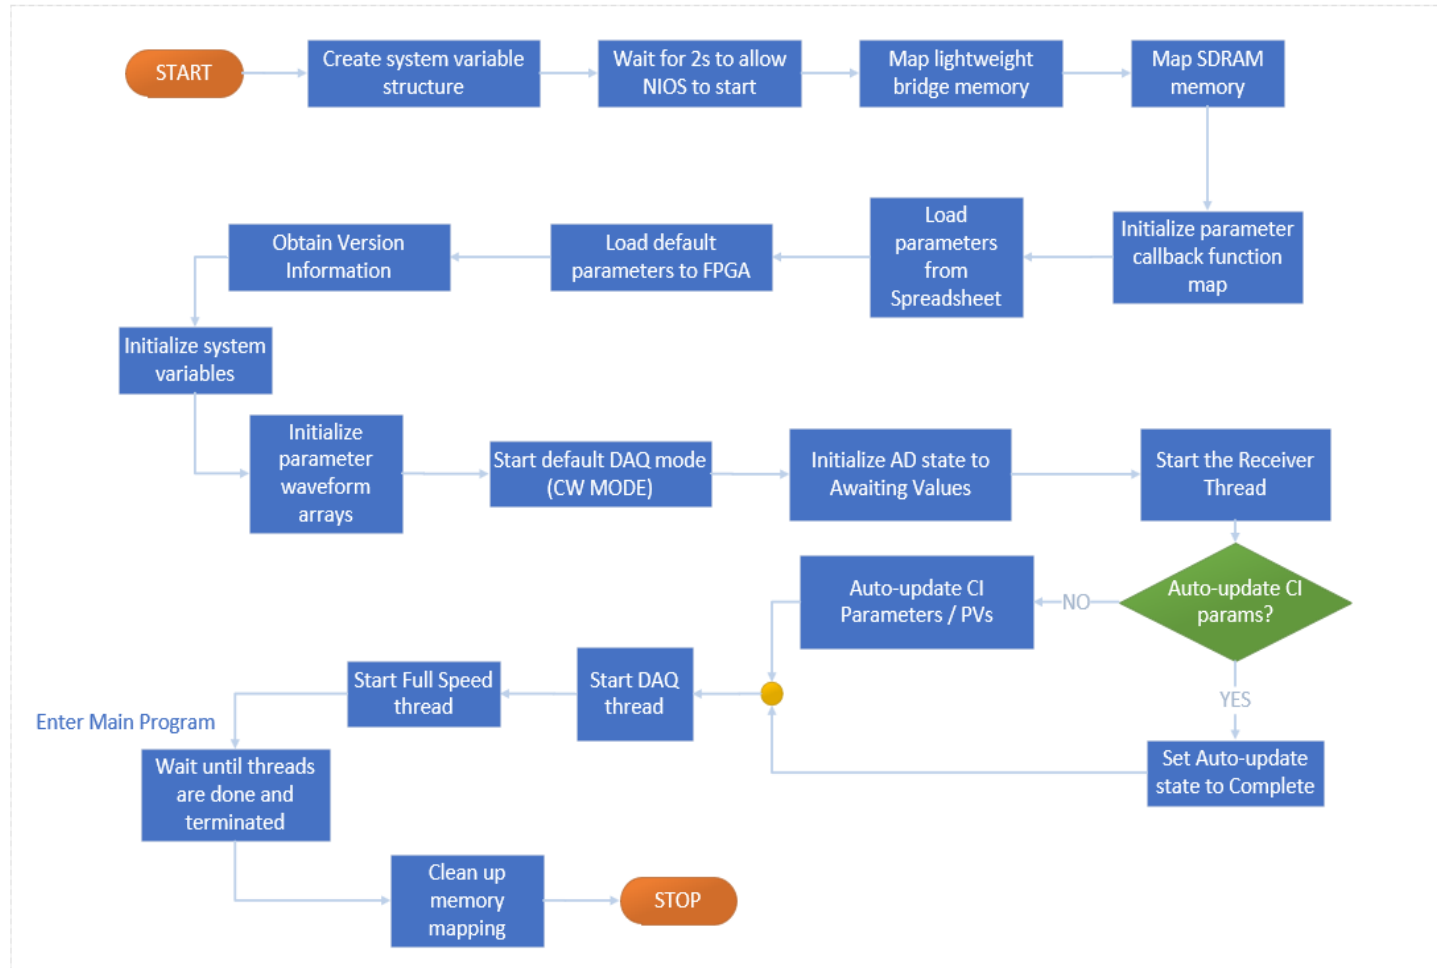 START
Create system variable
structure
Wait for 2s to allow
NIOS to start
Map lightweight
bridge memory
Map SDRAM
memory
Obtain Version
Information
Load default
parameters to FPGA
Load
parameters
from
Spreadsheet
Initialize parameter
callback function
map
Initialize system
variables
Initialize
parameter
waveform
arrays
Start default DAQ mode
(CW MODE)
Initialize AD state to
Awaiting Values
Start the Receiver
Thread
Auto-update CI
Parameters / PVs
NO
Auto-update CI
params?
YES
Start Full Speed
thread
Start DAQ
thread
Enter Main Program
Wait until threads
are done and
terminated
Set Auto-update
state to Complete
Clean up
memory
mapping
STOP